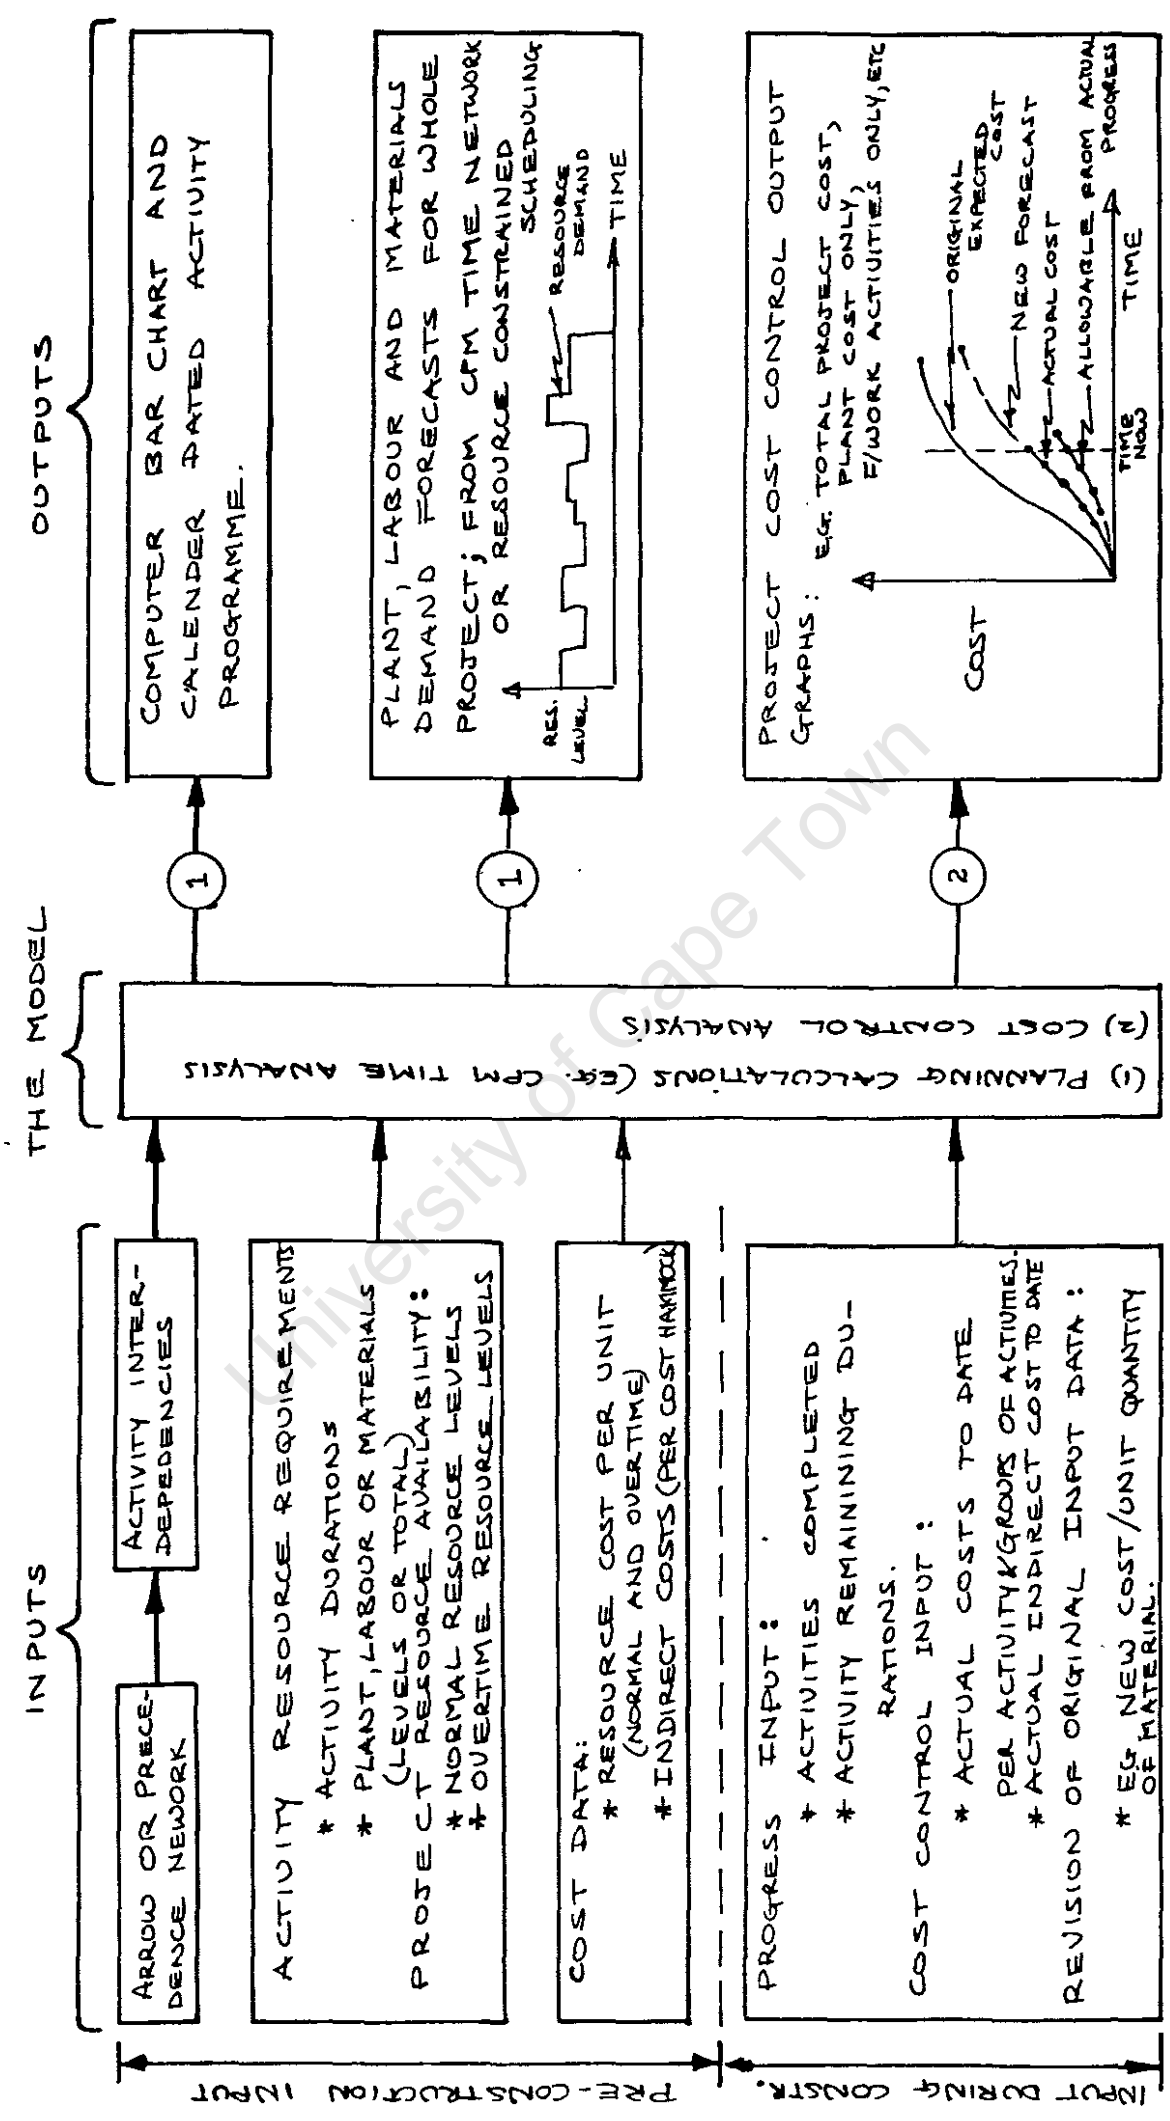 INPUTS
THE MODEL
OUTPUTS
PRE-CONSTRUCTION INPUT
ARROW OR PRECE-
DENCE NEWORK
ACTIVITY INTER-
DEPEDENCIES
ACTIVITY RESOURCE REQUIREMENTS
* ACTIVITY DURATIONS
* PLANT, LABOUR OR MATERIALS
(LEVELS OR TOTAL)
PROJECT RESOURCE AVAILABILITY:
* NORMAL RESOURCE LEVELS
* OVERTIME RESOURCE LEVELS
COST DATA:
* RESOURCE COST PER UNIT
(NORMAL AND OVERTIME)
* INDIRECT COSTS (PER COST HAMMOCK)
INPUT DURING CONSTR.
PROGRESS INPUT:
* ACTIVITIES COMPLETED
* ACTIVITY REMAINING DU-
RATIONS.
COST CONTROL INPUT:
* ACTUAL COSTS TO DATE
PER ACTIVITY/GROUPS OF ACTIVITIES.
* ACTUAL INDIRECT COST TO DATE
REVISION OF ORIGINAL INPUT DATA:
* EG. NEW COST/UNIT QUANTITY
OF MATERIAL.
(1) PLANNING CALCULATIONS (EG. CPM TIME ANALYSIS
(2) COST CONTROL ANALYSIS
1
1
2
COMPUTER BAR CHART AND
CALENDER DATED ACTIVITY
PROGRAMME.
PLANT, LABOUR AND MATERIALS
DEMAND FORECASTS FOR WHOLE
PROJECT; FROM CPM TIME NETWORK
OR RESOURCE CONSTRAINED
SCHEDULING
RES.
LEVEL
RESOURCE
DEMAND
TIME
PROJECT COST CONTROL OUTPUT
GRAPHS: EG. TOTAL PROJECT COST,
PLANT COST ONLY,
F/WORK ACTIVITIES ONLY, ETC
COST
ORIGINAL
EXPECTED
COST
NEW FORECAST
ACTUAL COST
ALLOWABLE FROM ACTUAL
PROGRESS
TIME
NOW
TIME
University of Cape Town